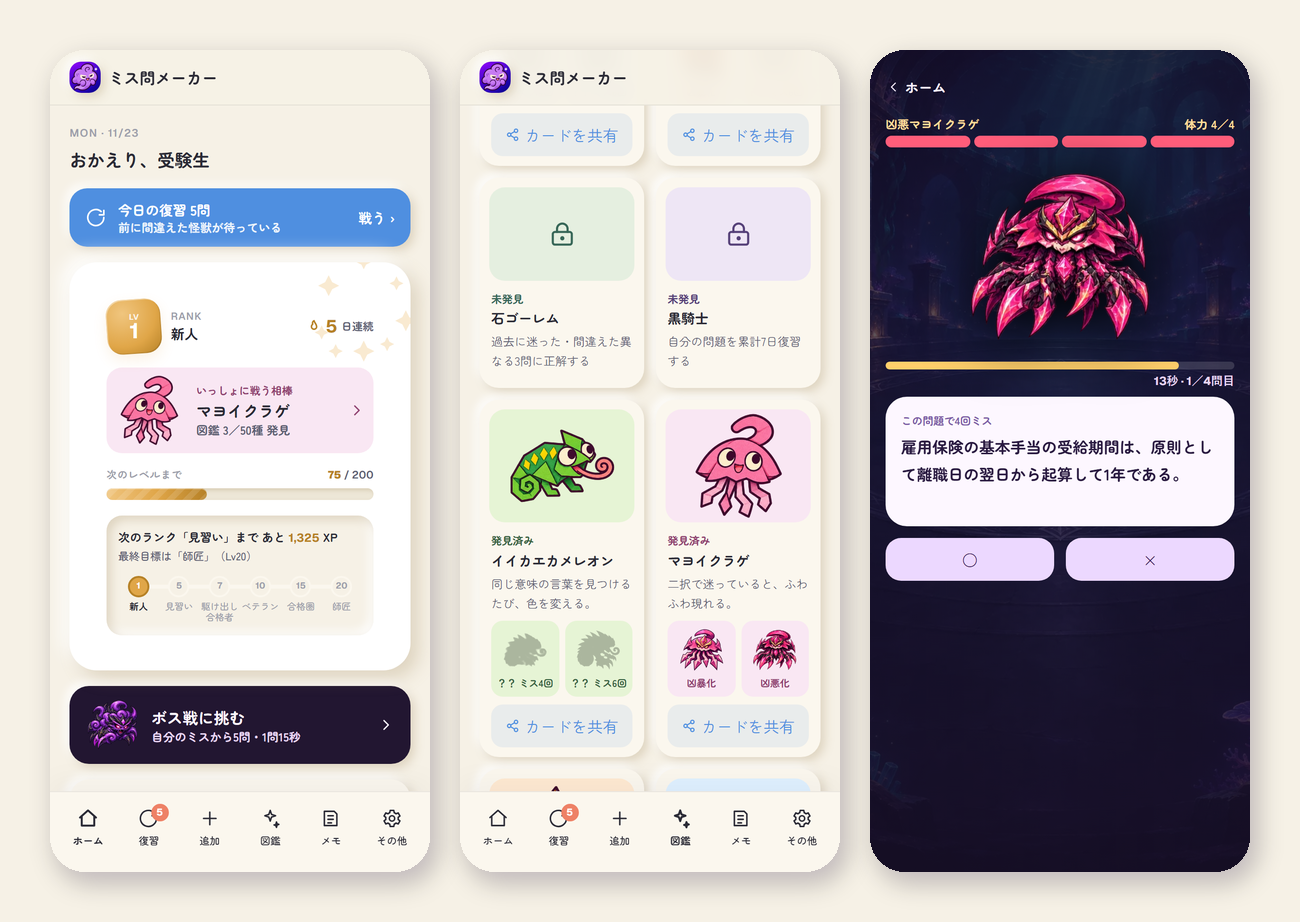 ミス問メーカー
MON · 11/23
おかえり、受験生
今日の復習 5問
前に間違えた怪獣が待っている
戦う ›
LV
1
RANK
新人
5 日連続
いっしょに戦う相棒
マヨイクラゲ
図鑑 3／50種 発見
次のレベルまで
75 / 200
次のランク「見習い」まで あと 1,325 XP
最終目標は「師匠」（Lv20）
1 5 7 10 15 20
新人 見習い 駆け出し合格者 ベテラン 合格圏 師匠
ボス戦に挑む
自分のミスから5問・1問15秒
5
ホーム 復習 追加 図鑑 メモ その他
ミス問メーカー
カードを共有 カードを共有
未発見
石ゴーレム
過去に迷った・間違えた異
なる3問に正解する
未発見
黒騎士
自分の問題を累計7日復習
する
発見済み
イイカエカメレオン
同じ意味の言葉を見つける
たび、色を変える。
？？ ミス4回 ？？ ミス6回
カードを共有
発見済み
マヨイクラゲ
二択で迷っていると、ふわ
ふわ現れる。
凶暴化 凶悪化
カードを共有
5
ホーム 復習 追加 図鑑 メモ その他
‹ ホーム
凶悪マヨイクラゲ
体力 4／4
13秒・1／4問目
この問題で4回ミス
雇用保険の基本手当の受給期間は、原則とし
て離職日の翌日から起算して1年である。
○ ×